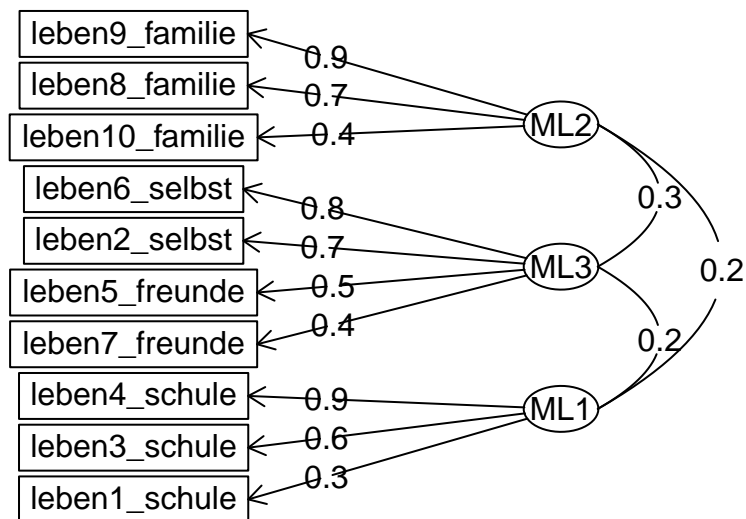 leben9_familie
0.9
leben8_familie
0.7
ML2
leben10_familie
0.4
leben6_selbst
0.8
0.3
leben2_selbst
0.7
ML3
0.2
leben5_freunde
0.5
leben7_freunde
0.4
0.2
leben4_schule
0.9
ML1
leben3_schule
0.6
leben1_schule
0.3